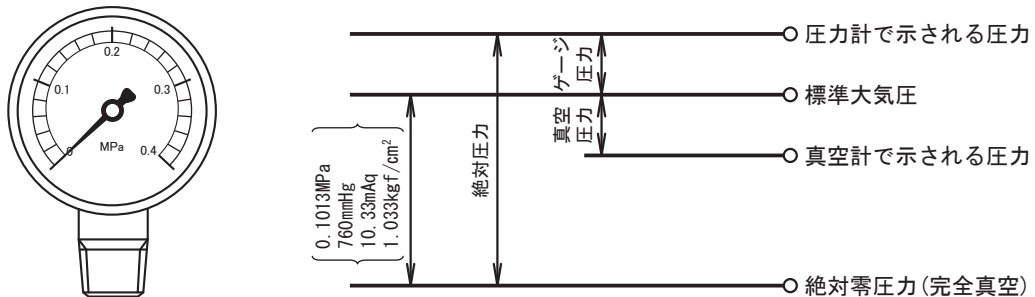 0.2
0.1
0.3
0
0.4
MPa
圧力計で示される圧力
ゲージ
圧力
標準大気圧
真空
圧力
真空計で示される圧力
絶対圧力
0.1013MPa
760mmHg
10.33mAq
1.033kgf/cm²
絶対零圧力(完全真空)